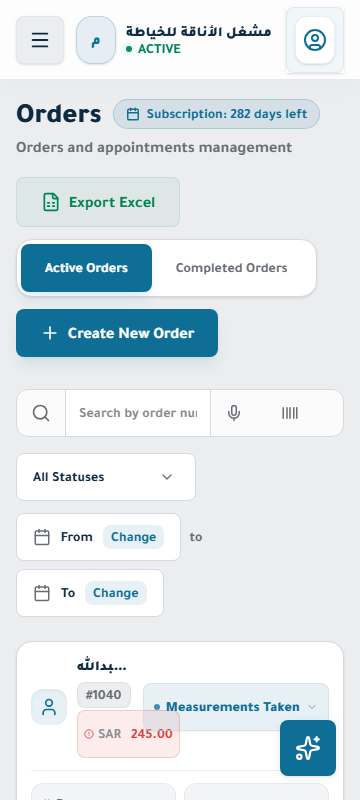 مشغل الأناقة للخياطة
م
ACTIVE
Orders
Subscription: 282 days left
Orders and appointments management
Export Excel
Active Orders
Completed Orders
Create New Order
Search by order nu
All Statuses
From Change to
To Change
بدالله...
#1040
Measurements Taken
SAR 245.00